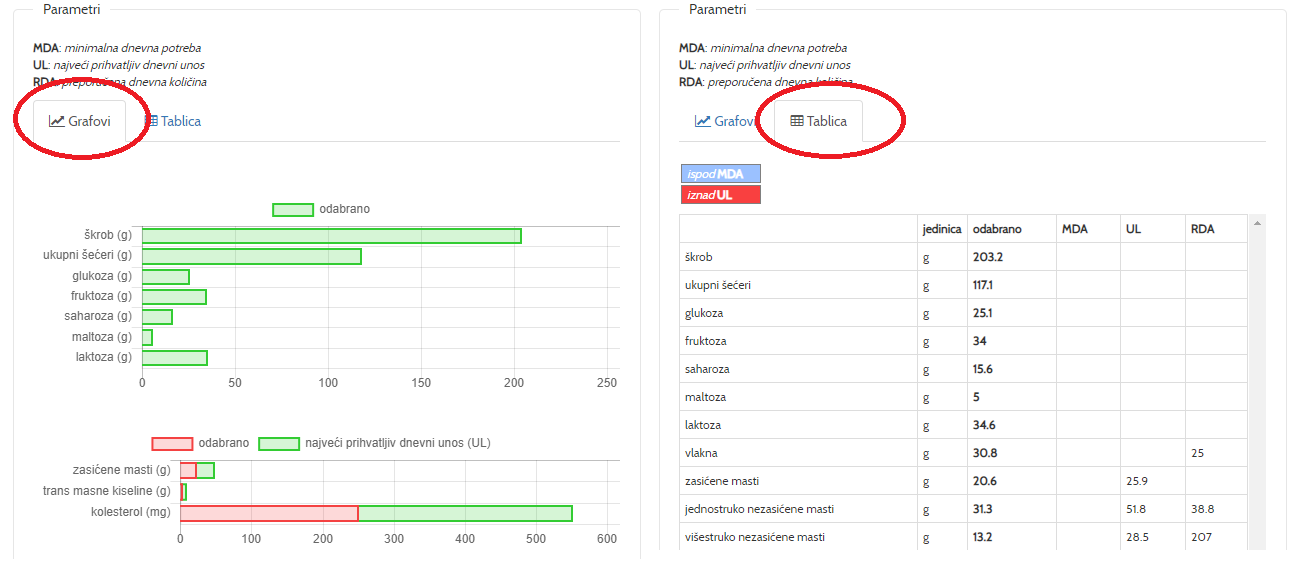 Parametri
MDA: minimalna dnevna potreba
UL: najveći prihvatljiv dnevni unos
RDA: preporučena dnevna količina
Grafovi Tablica
odabrano
škrob (g)
ukupni šećeri (g)
glukoza (g)
fruktoza (g)
saharoza (g)
maltoza (g)
laktoza (g)
0 50 100 150 200 250
odabrano najveći prihvatljiv dnevni unos (UL)
zasićene masti (g)
trans masne kiseline (g)
kolesterol (mg)
0 100 200 300 400 500 600
Parametri
MDA: minimalna dnevna potreba
UL: najveći prihvatljiv dnevni unos
RDA: preporučena dnevna količina
Grafovi Tablica
ispod MDA
iznad UL
jedinica odabrano MDA UL RDA
škrob g 203.2
ukupni šećeri g 117.1
glukoza g 25.1
fruktoza g 34
saharoza g 15.6
maltoza g 5
laktoza g 34.6
vlakna g 30.8 25
zasićene masti g 20.6 25.9
jednostruko nezasićene masti g 31.3 51.8 38.8
višestruko nezasićene masti g 13.2 28.5 207